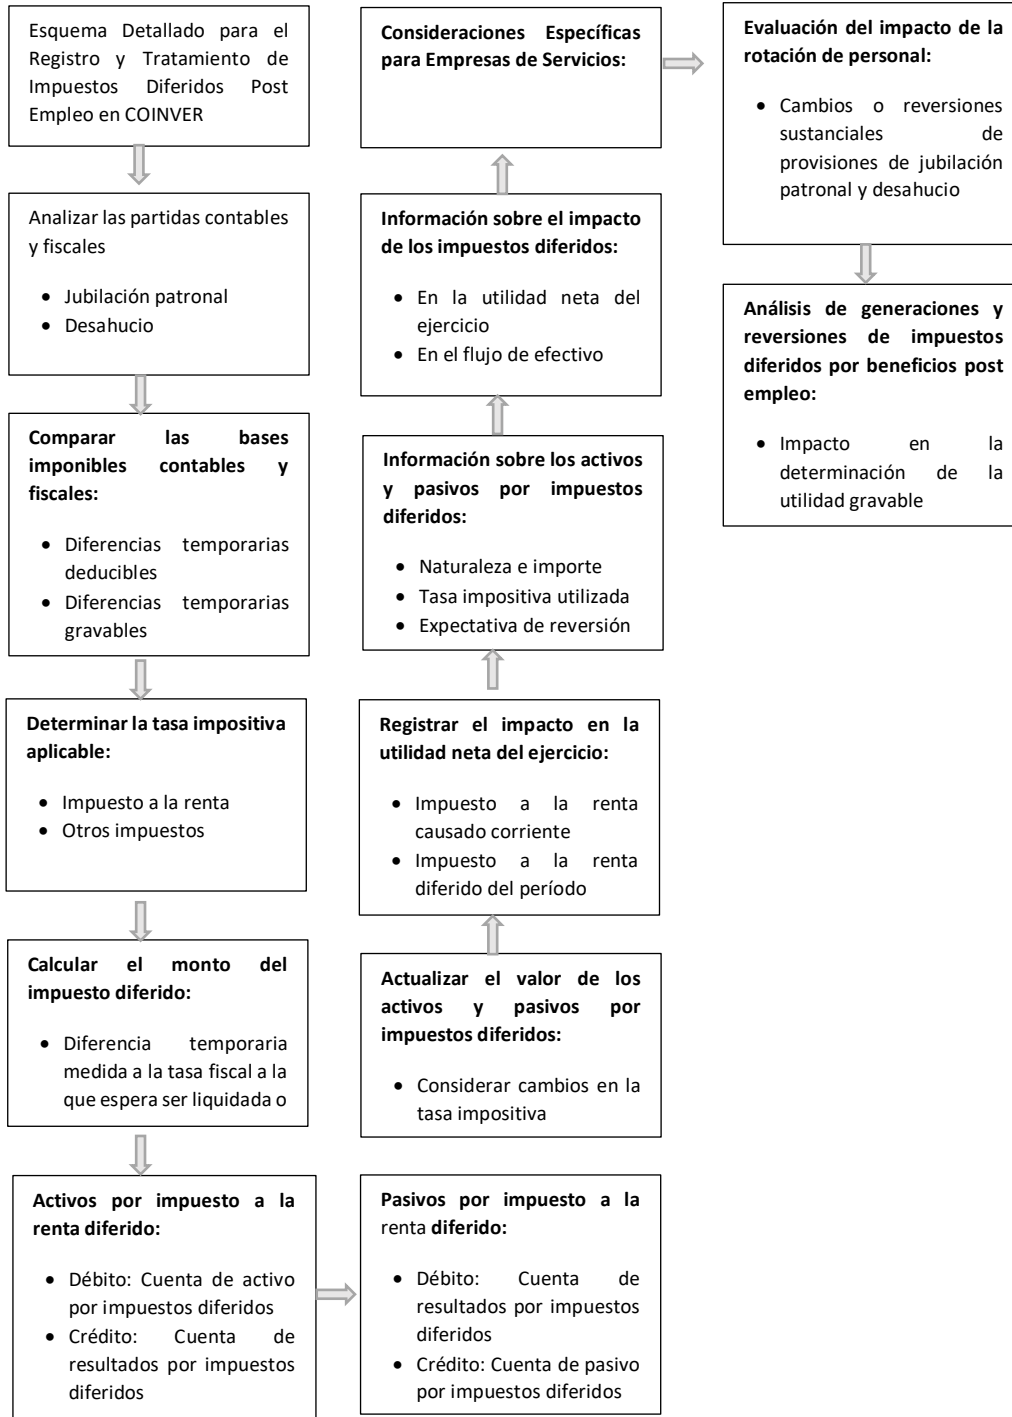 Esquema Detallado para el
Registro y Tratamiento de
Impuestos Diferidos Post
Empleo en COINVER
Analizar las partidas contables
y fiscales
• Jubilación patronal
• Desahucio
Comparar las bases
imponibles contables y
fiscales:
• Diferencias temporarias
deducibles
• Diferencias temporarias
gravables
Determinar la tasa impositiva
aplicable:
• Impuesto a la renta
• Otros impuestos
Calcular el monto del
impuesto diferido:
• Diferencia temporaria
medida a la tasa fiscal a la
que espera ser liquidada o
Activos por impuesto a la
renta diferido:
• Débito: Cuenta de activo
por impuestos diferidos
• Crédito: Cuenta de
resultados por impuestos
diferidos
Pasivos por impuesto a la
renta diferido:
• Débito: Cuenta de
resultados por impuestos
diferidos
• Crédito: Cuenta de pasivo
por impuestos diferidos
Actualizar el valor de los
activos y pasivos por
impuestos diferidos:
• Considerar cambios en la
tasa impositiva
Registrar el impacto en la
utilidad neta del ejercicio:
• Impuesto a la renta
causado corriente
• Impuesto a la renta
diferido del período
Información sobre los activos
y pasivos por impuestos
diferidos:
• Naturaleza e importe
• Tasa impositiva utilizada
• Expectativa de reversión
Información sobre el impacto
de los impuestos diferidos:
• En la utilidad neta del
ejercicio
• En el flujo de efectivo
Consideraciones Específicas
para Empresas de Servicios:
Evaluación del impacto de la
rotación de personal:
• Cambios o reversiones
sustanciales de
provisiones de jubilación
patronal y desahucio
Análisis de generaciones y
reversiones de impuestos
diferidos por beneficios post
empleo:
• Impacto en la
determinación de la
utilidad gravable